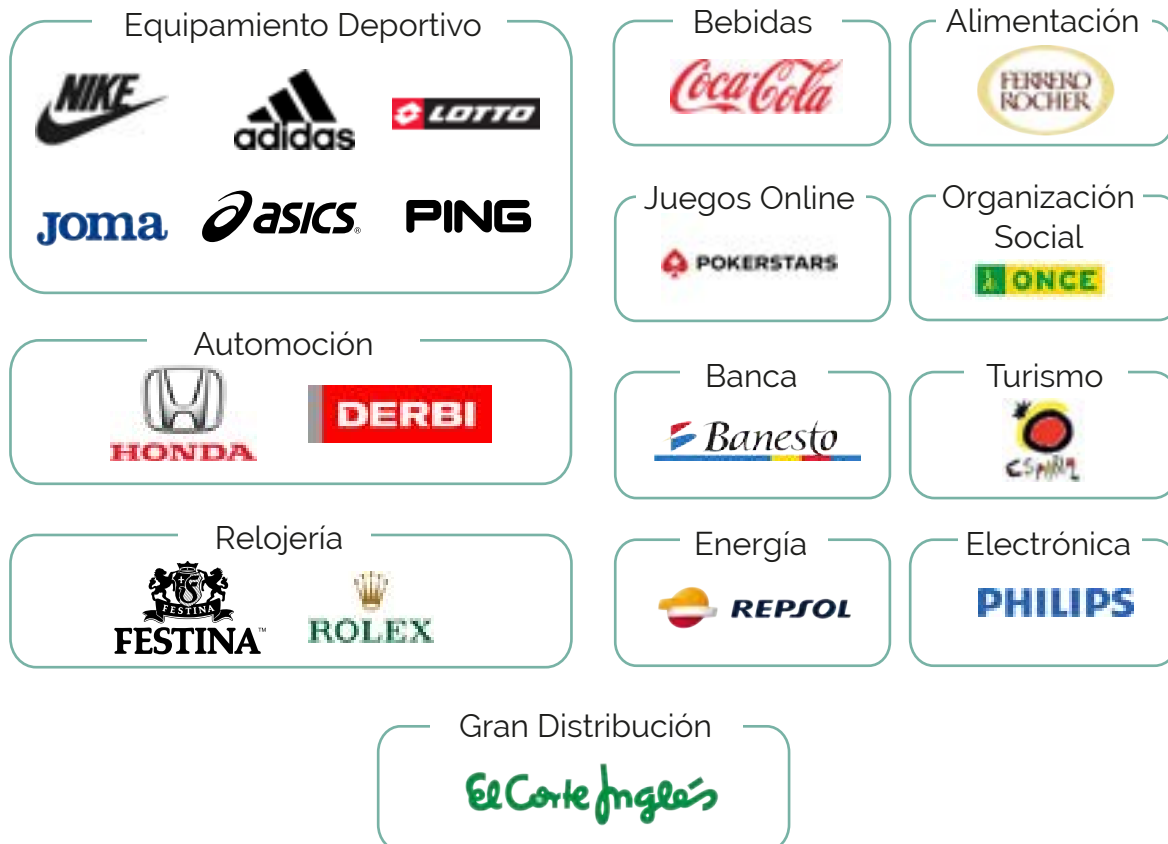 Equipamiento Deportivo
NIKE
adidas
LOTTO
Joma
asics
PING
Bebidas
Coca-Cola
Alimentación
FERRERO
ROCHER
Juegos Online
POKERSTARS
Organización
Social
ONCE
Automoción
HONDA
DERBI
Banca
Banesto
Turismo
ESPAÑA
Relojería
FESTINA
FESTINA™
ROLEX
Energía
REPSOL
Electrónica
PHILIPS
Gran Distribución
El Corte Inglés